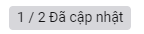 1 / 2 Đã cập nhật